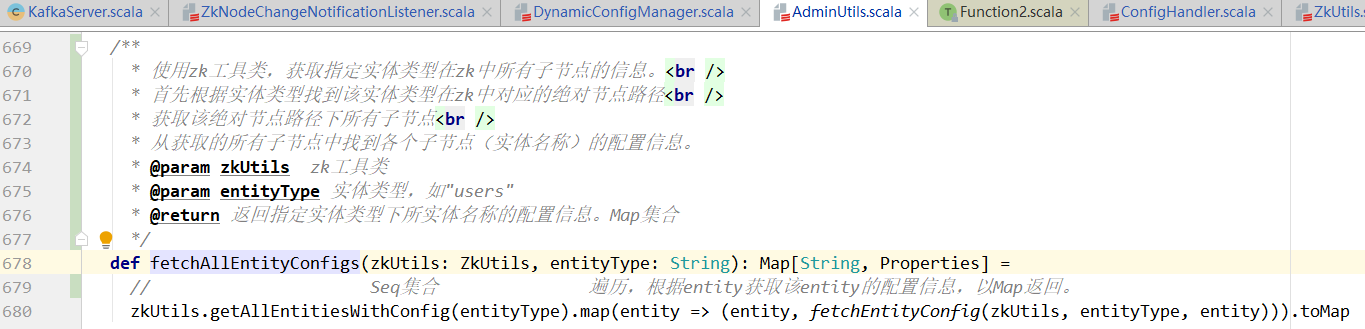 KafkaServer.scala ZkNodeChangeNotificationListener.scala DynamicConfigManager.scala AdminUtils.scala Function2.scala ConfigHandler.scala ZkUtils.s
669 /**
670 * 使用zk工具类，获取指定实体类型在zk中所有子节点的信息。<br />
671 * 首先根据实体类型找到该实体类型在zk中对应的绝对节点路径<br />
672 * 获取该绝对节点路径下所有子节点<br />
673 * 从获取的所有子节点中找到各个子节点（实体名称）的配置信息。
674 * @param zkUtils zk工具类
675 * @param entityType 实体类型，如"users"
676 * @return 返回指定实体类型下所实体名称的配置信息。Map集合
677 */
678 def fetchAllEntityConfigs(zkUtils: ZkUtils, entityType: String): Map[String, Properties] =
679 // Seq集合 遍历，根据entity获取该entity的配置信息，以Map返回。
680 zkUtils.getAllEntitiesWithConfig(entityType).map(entity => (entity, fetchEntityConfig(zkUtils, entityType, entity))).toMap